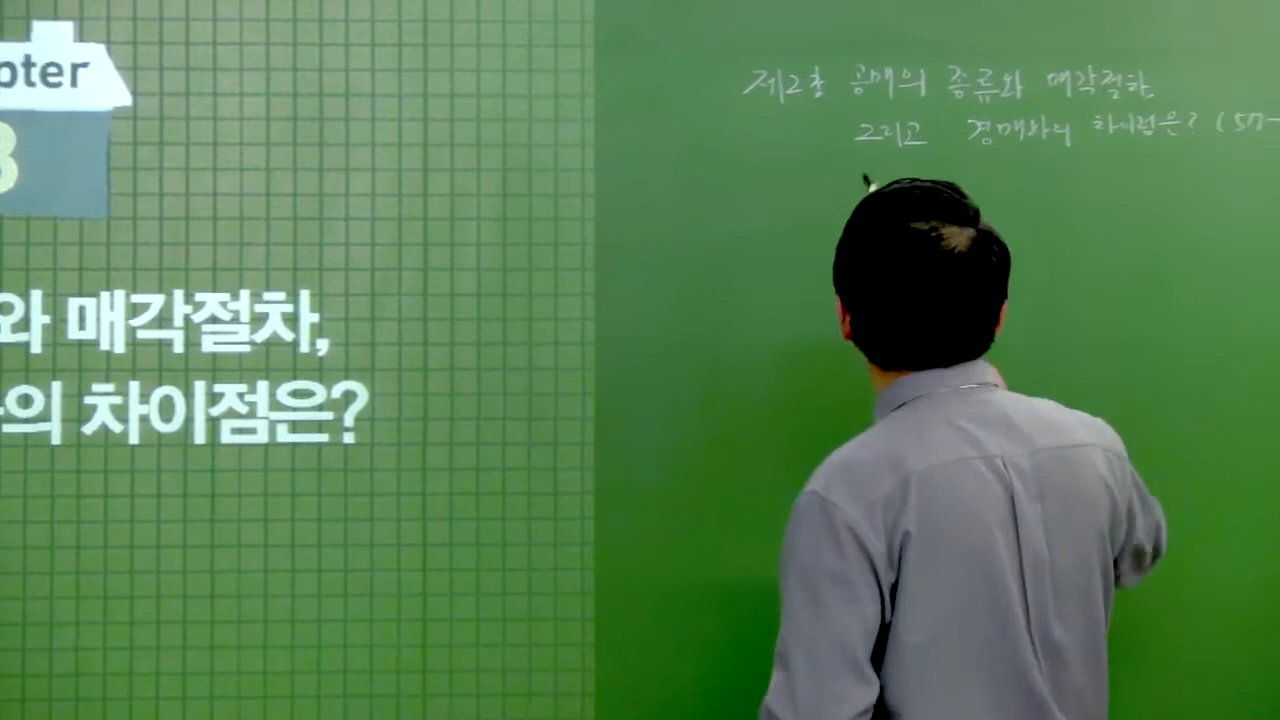 pter
3
와 매각절차,
의 차이점은?
제2장 공매의 종류와 매각절차
그리고 경매와의 차이점은? (57-